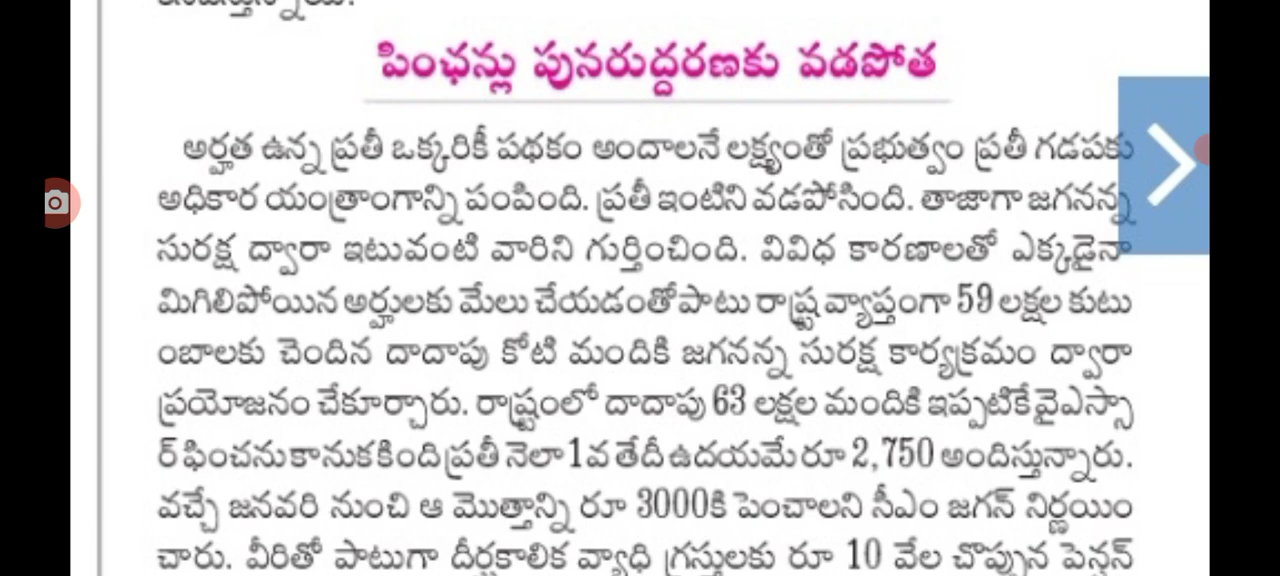 పింఛన్లు పునరుద్దరణకు వడపోత
అర్హత ఉన్న ప్రతీ ఒక్కరికీ పథకం అందాలనే లక్ష్యంతో ప్రభుత్వం ప్రతీ గడపకు
అధికార యంత్రాంగాన్ని పంపింది. ప్రతీ ఇంటిని వడపోసింది. తాజాగా జగనన్న
సురక్ష ద్వారా ఇటువంటి వారిని గుర్తించింది. వివిధ కారణాలతో ఎక్కడైనా
మిగిలిపోయిన అర్హులకు మేలు చేయడంతోపాటు రాష్ట్ర వ్యాప్తంగా 59 లక్షల కుటు
ంబాలకు చెందిన దాదాపు కోటి మందికి జగనన్న సురక్ష కార్యక్రమం ద్వారా
ప్రయోజనం చేకూర్చారు. రాష్ట్రంలో దాదాపు 63 లక్షల మందికి ఇప్పటికేవైఎస్సా
ర్ ఫించనుకానుకకింది ప్రతీ నెలా 1వ తేదీ ఉదయమే రూ 2,750 అందిస్తున్నారు.
వచ్చే జనవరి నుంచి ఆ మొత్తాన్ని రూ 3000కి పెంచాలని సీఎం జగన్ నిర్ణయిం
చారు. వీరితో పాటుగా దీర్ఘకాలిక వ్యాధి గ్రస్తులకు రూ 10 వేల చొప్పున పెన్షన్